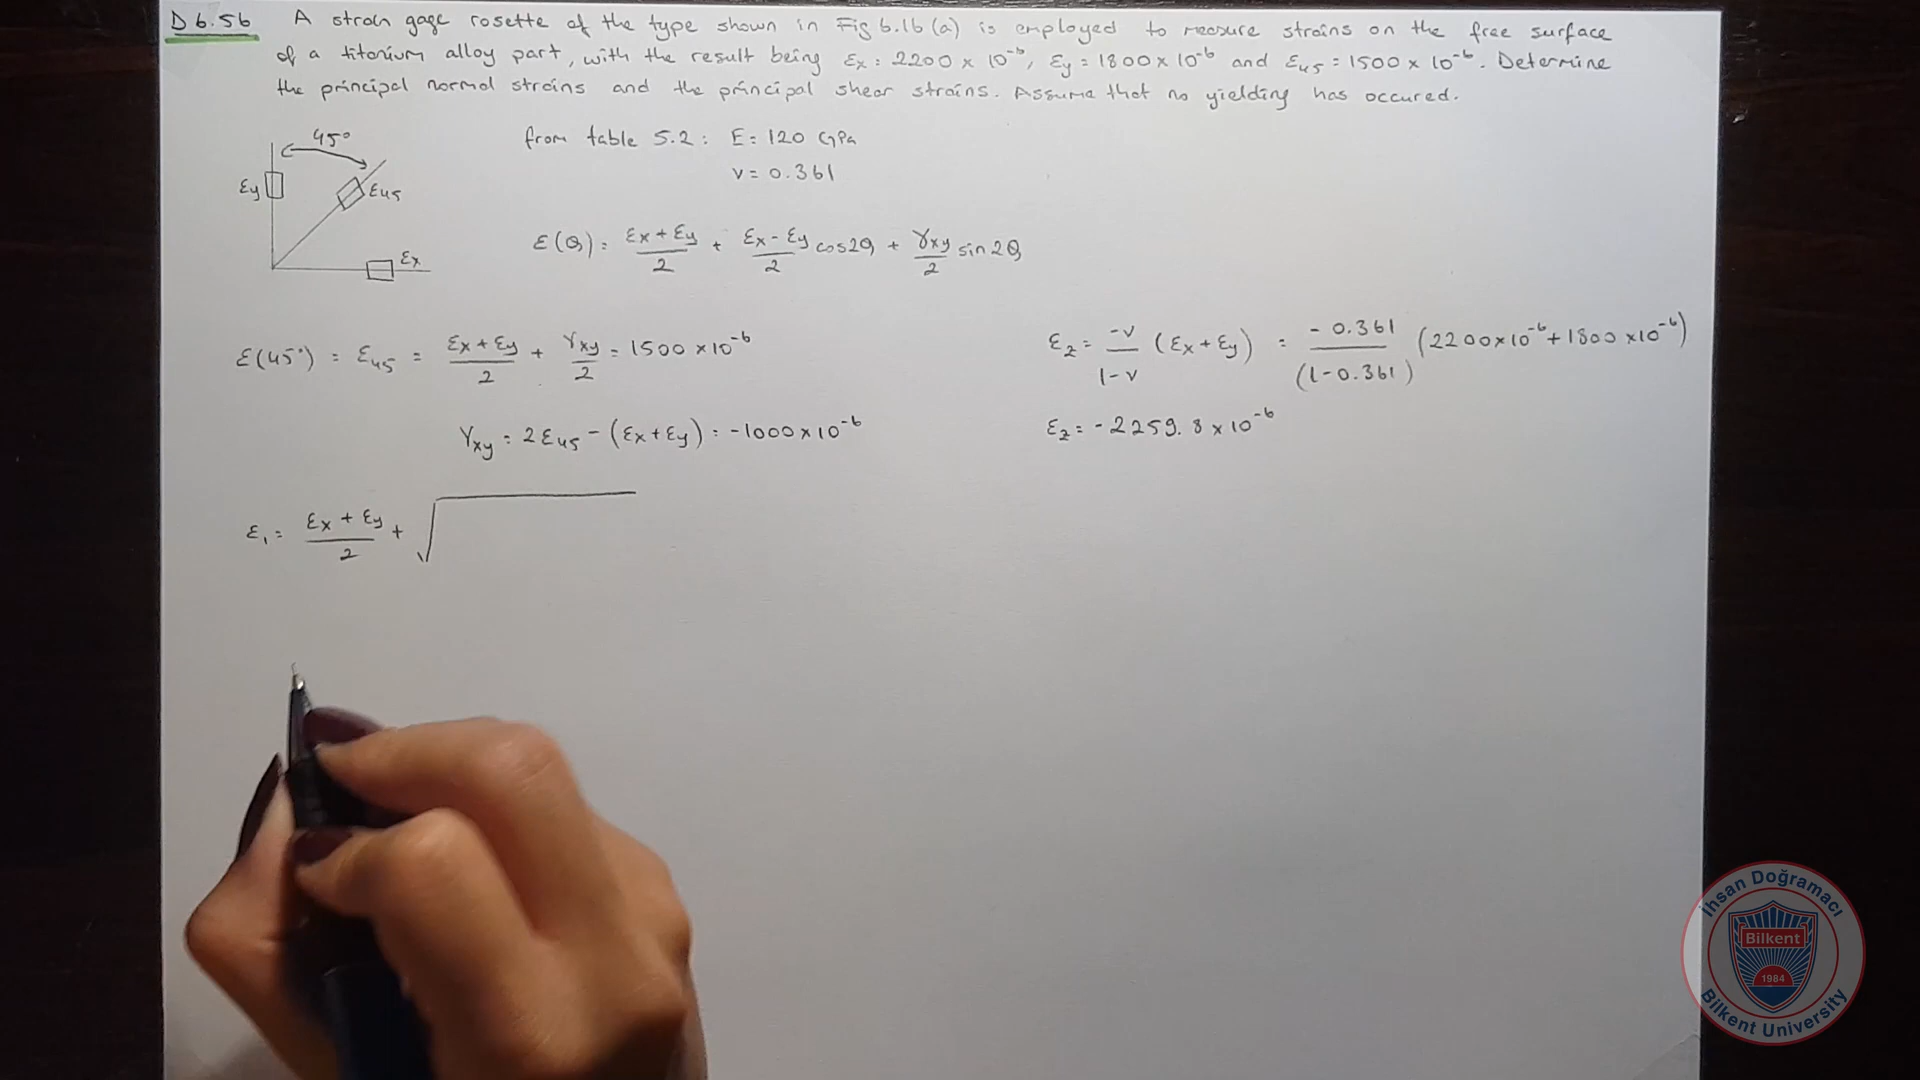 D 6.56 A strain gage rosette of the type shown in Fig 6.16 (a) is employed to measure strains on the free surface
of a titanium alloy part, with the result being εx = 2200 × 10⁻⁶, εy = 1800 × 10⁻⁶ and ε45 = 1500 × 10⁻⁶. Determine
the principal normal strains and the principal shear strains. Assume that no yielding has occured.
45°
εy
ε45
εx
from table 5.2: E = 120 GPa
ν = 0.361
ε(θ) = (εx + εy)/2 + (εx - εy)/2 cos2θ + γxy/2 sin 2θ
ε(45°) = ε45 = (εx + εy)/2 + γxy/2 = 1500 × 10⁻⁶
γxy = 2ε45 - (εx + εy) = -1000 × 10⁻⁶
ε1 = (εx + εy)/2 + √
εz = -ν/(1-ν) (εx + εy) = -0.361/(1-0.361) (2200×10⁻⁶ + 1800 ×10⁻⁶)
εz = -2259.8 × 10⁻⁶
İhsan Doğramacı
Bilkent
1984
Bilkent University